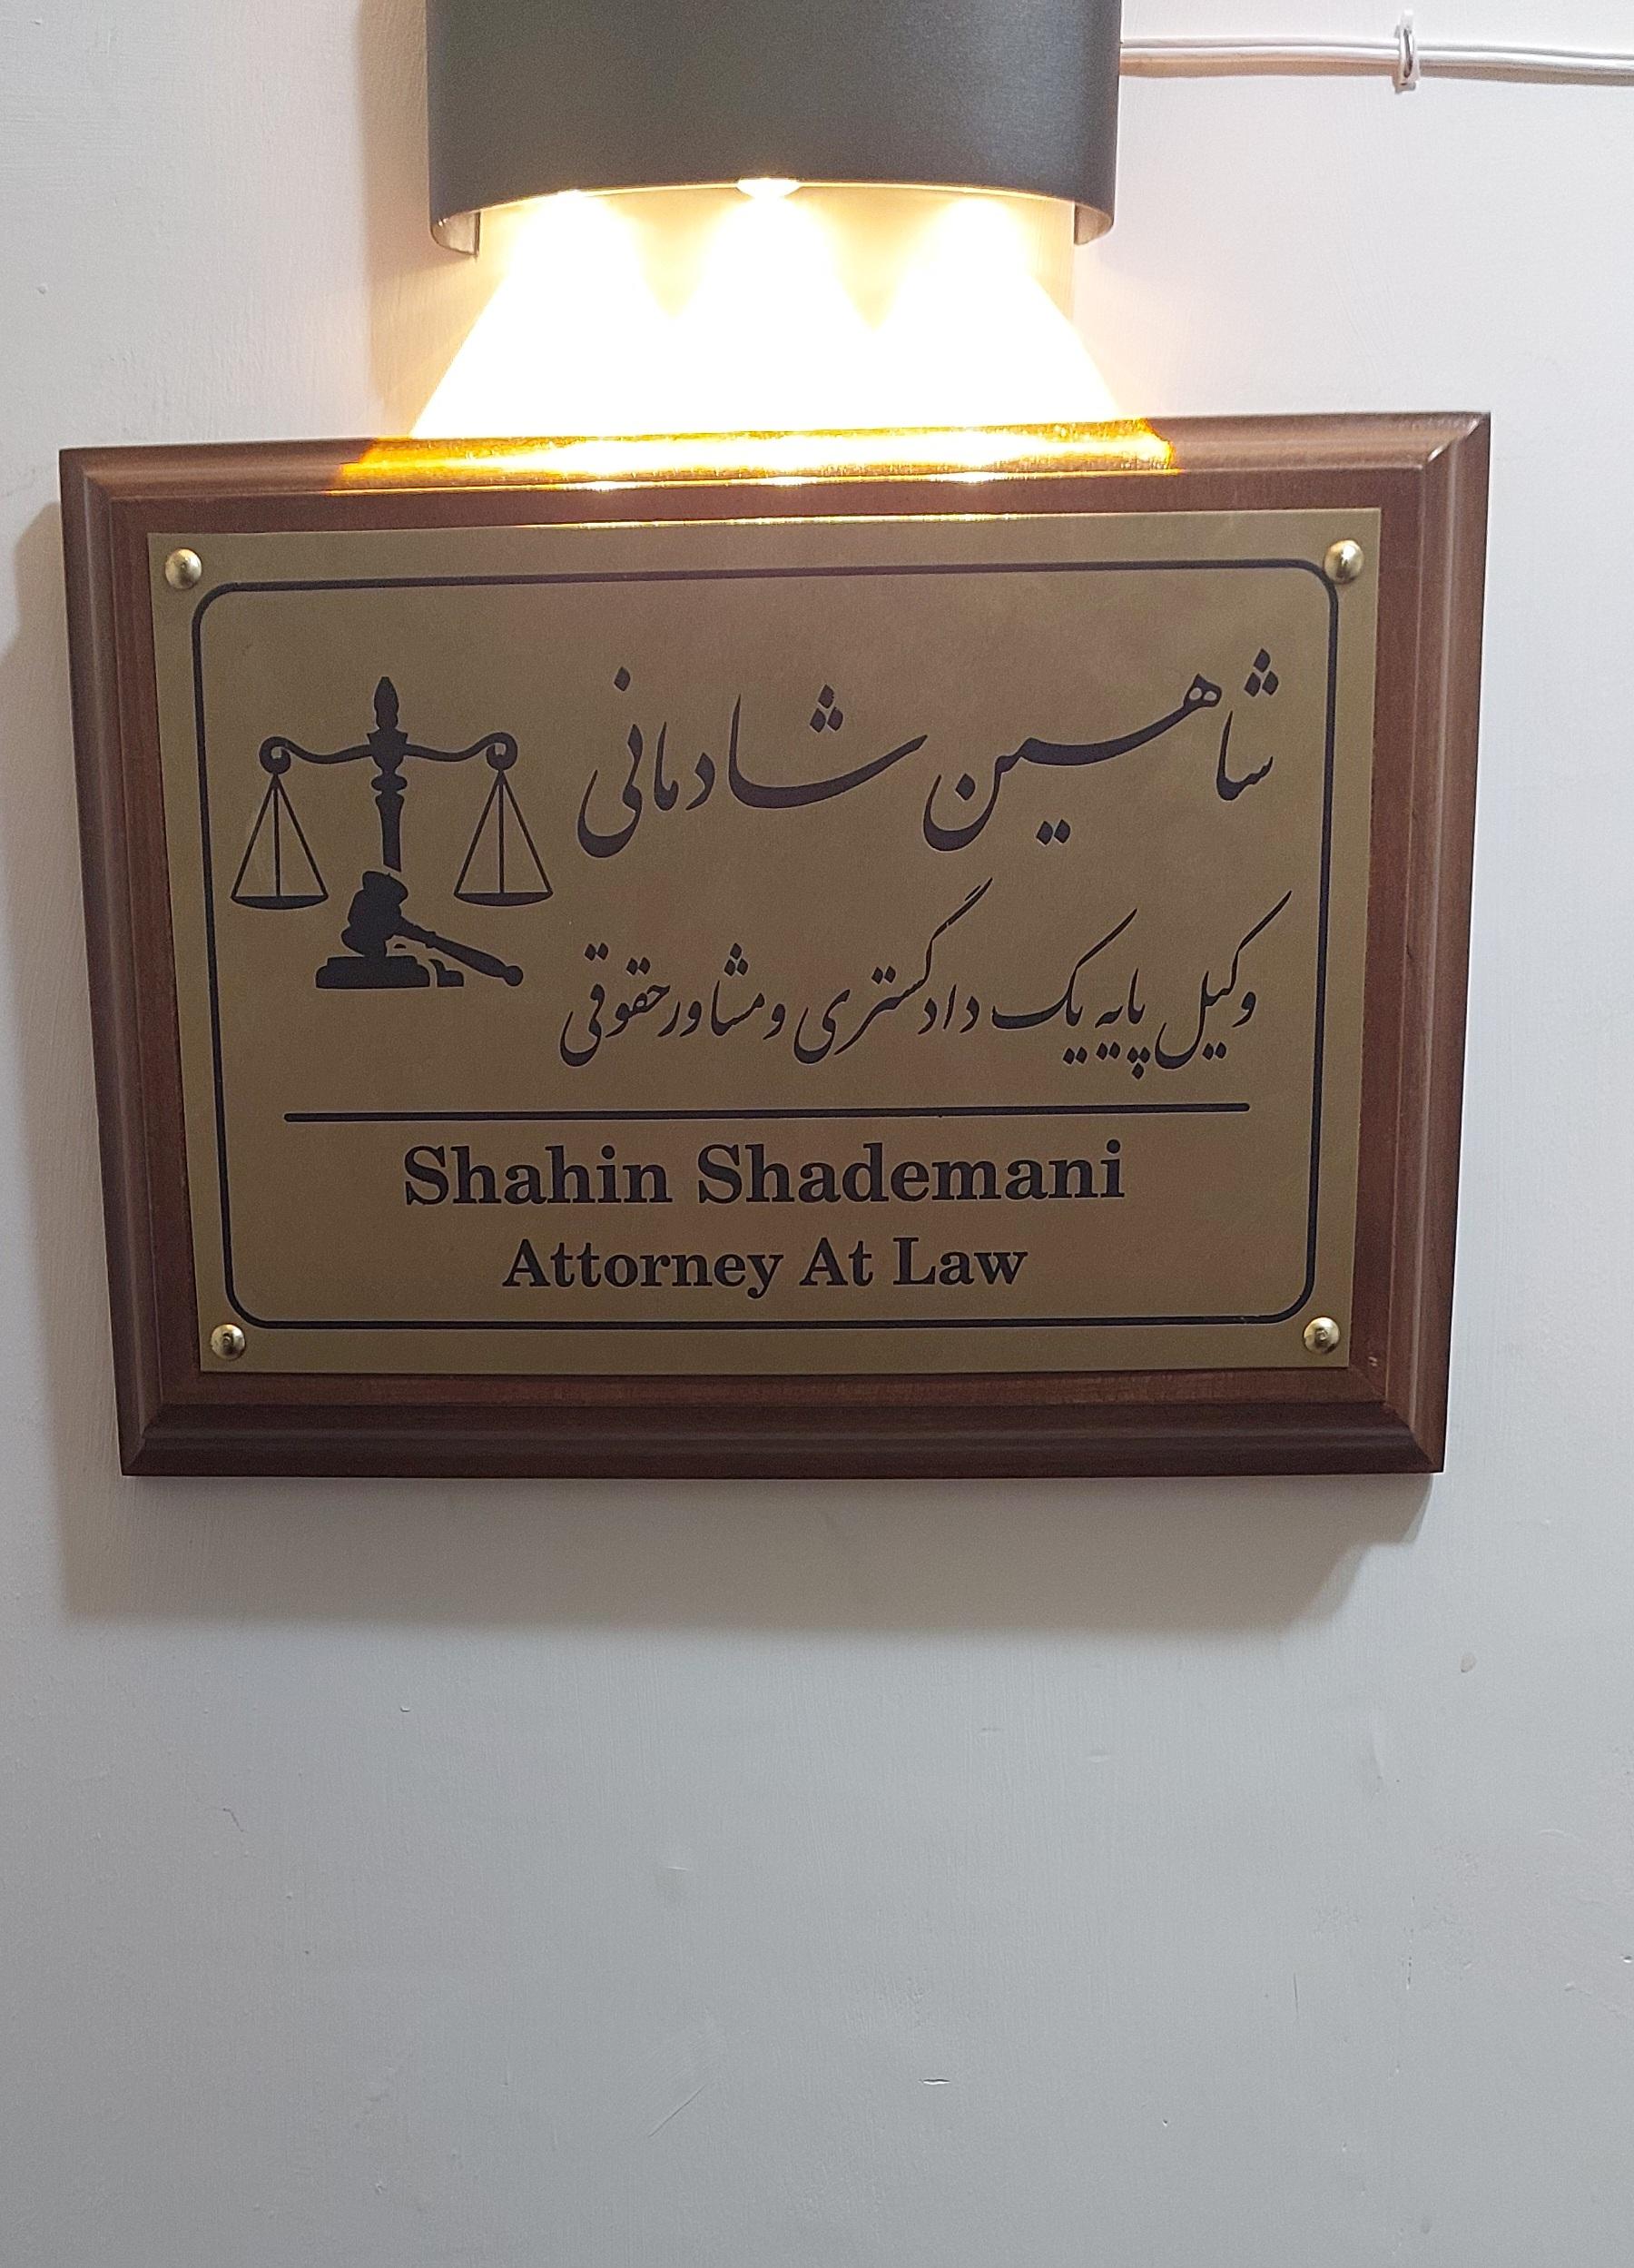 شاهین شادمانی
وکیل پایه یک دادگستری و مشاور حقوقی
Shahin Shademani
Attorney At Law